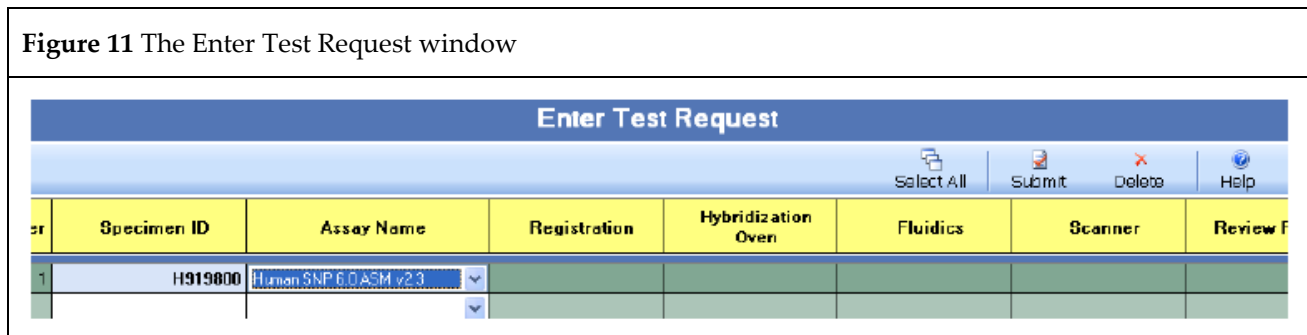 Figure 11 The Enter Test Request window
Enter Test Request
Select All Submit Delete Help
er Specimen ID Assay Name Registration Hybridization Oven Fluidics Scanner Review F
1 H919800 Human SNP 6.0 ASM v2.3